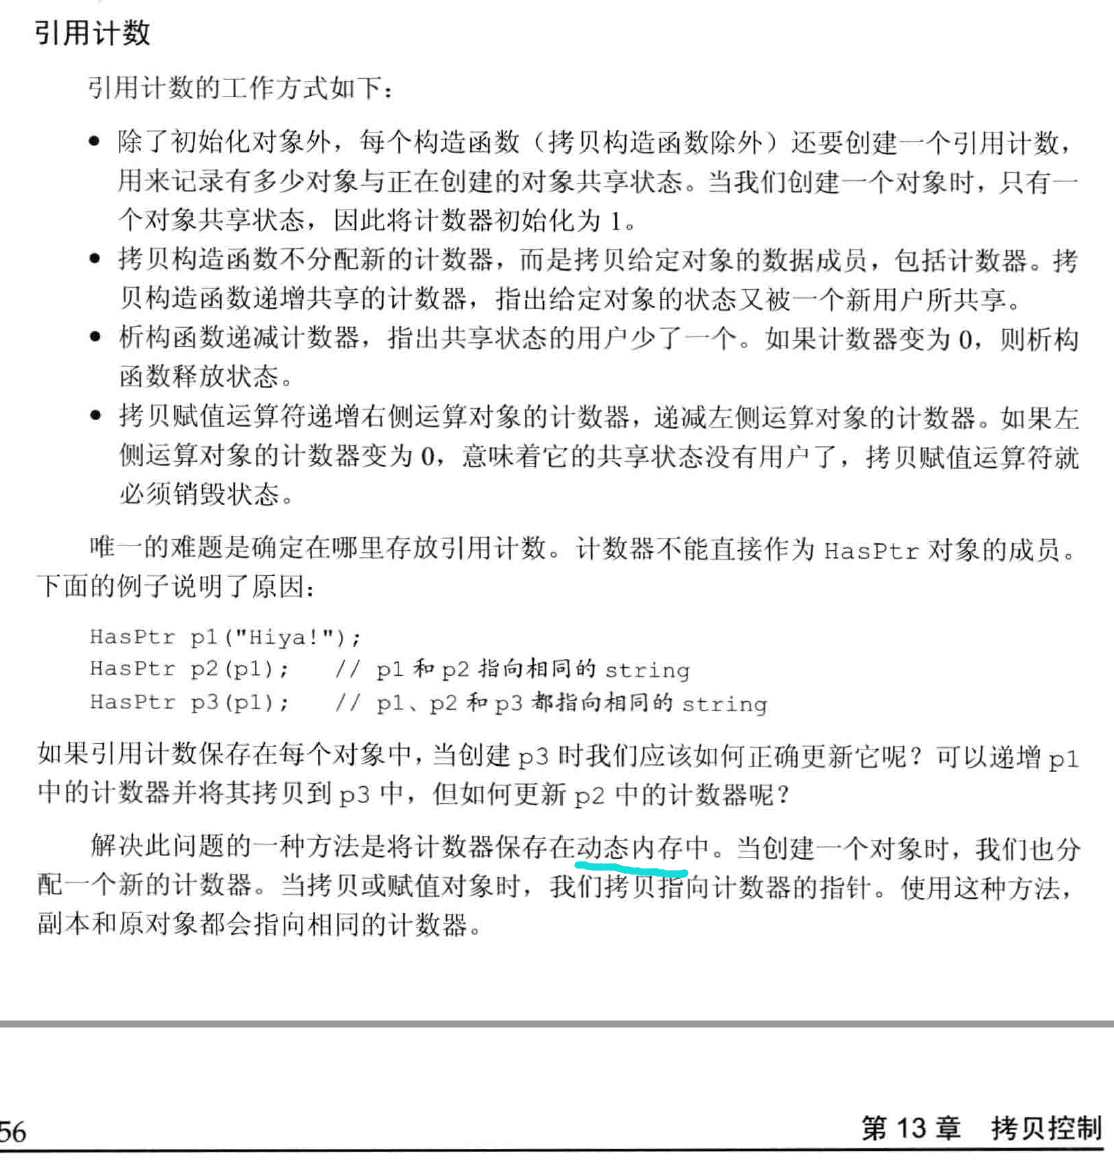 引用计数
引用计数的工作方式如下：
● 除了初始化对象外，每个构造函数（拷贝构造函数除外）还要创建一个引用计数，
用来记录有多少对象与正在创建的对象共享状态。当我们创建一个对象时，只有一
个对象共享状态，因此将计数器初始化为 1。
● 拷贝构造函数不分配新的计数器，而是拷贝给定对象的数据成员，包括计数器。拷
贝构造函数递增共享的计数器，指出给定对象的状态又被一个新用户所共享。
● 析构函数递减计数器，指出共享状态的用户少了一个。如果计数器变为 0，则析构
函数释放状态。
● 拷贝赋值运算符递增右侧运算对象的计数器，递减左侧运算对象的计数器。如果左
侧运算对象的计数器变为 0，意味着它的共享状态没有用户了，拷贝赋值运算符就
必须销毁状态。
唯一的难题是确定在哪里存放引用计数。计数器不能直接作为 HasPtr 对象的成员。
下面的例子说明了原因：
HasPtr p1("Hiya!");
HasPtr p2(p1); // p1 和 p2 指向相同的 string
HasPtr p3(p1); // p1、p2 和 p3 都指向相同的 string
如果引用计数保存在每个对象中，当创建 p3 时我们应该如何正确更新它呢？可以递增 p1
中的计数器并将其拷贝到 p3 中，但如何更新 p2 中的计数器呢？
解决此问题的一种方法是将计数器保存在动态内存中。当创建一个对象时，我们也分
配一个新的计数器。当拷贝或赋值对象时，我们拷贝指向计数器的指针。使用这种方法，
副本和原对象都会指向相同的计数器。
56
第 13 章 拷贝控制